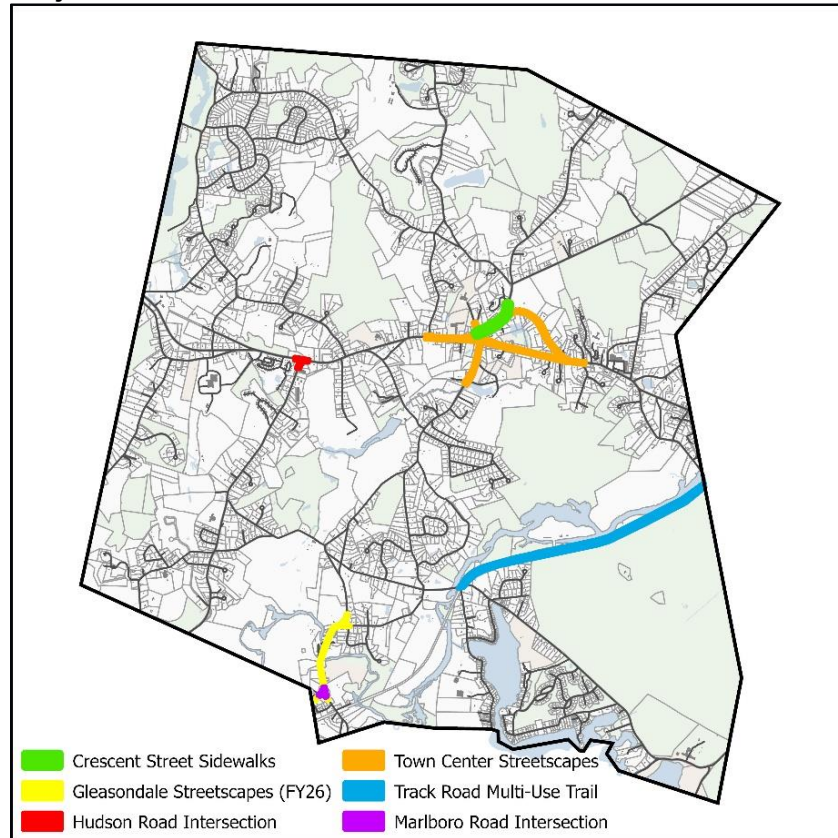 Crescent Street Sidewalks
Gleasondale Streetscapes (FY26)
Hudson Road Intersection
Town Center Streetscapes
Track Road Multi-Use Trail
Marlboro Road Intersection